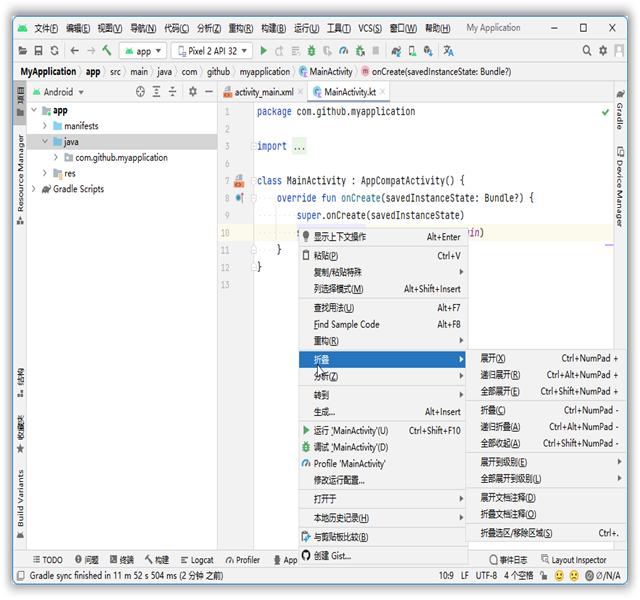 文件(F) 编辑(E) 视图(V) 导航(N) 代码(C) 分析(Z) 重构(R) 构建(B) 运行(U) 工具(T) VCS(S) 窗口(W) 帮助(H) My Application
app Pixel 2 API 32
MyApplication app src main java com github myapplication MainActivity onCreate(savedInstanceState: Bundle?)
项目
Resource Manager
结构
收藏夹
Build Variants
Android
app
manifests
java
com.github.myapplication
res
Gradle Scripts
activity_main.xml MainActivity.kt
1 package com.github.myapplication
2
3 import ...
6
7 class MainActivity : AppCompatActivity() {
8 override fun onCreate(savedInstanceState: Bundle?) {
9 super.onCreate(savedInstanceState)
10 )
11 }
12 }
13
Gradle
Device Manager
显示上下文操作 Alt+Enter
粘贴(P) Ctrl+V
复制/粘贴特殊
列选择模式(M) Alt+Shift+Insert
查找用法(U) Alt+F7
Find Sample Code Alt+F8
重构(R)
折叠
分析(Z)
转到
生成... Alt+Insert
运行 'MainActivity'(U) Ctrl+Shift+F10
调试 'MainActivity'(D)
Profile 'MainActivity'
修改运行配置...
打开于
本地历史记录(H)
与剪贴板比较(B)
创建 Gist...
展开(X) Ctrl+NumPad +
递归展开(R) Ctrl+Alt+NumPad +
全部展开(E) Ctrl+Shift+NumPad +
折叠(C) Ctrl+NumPad -
递归折叠(A) Ctrl+Alt+NumPad -
全部收起(A) Ctrl+Shift+NumPad -
展开到级别(E)
全部展开到级别(L)
展开文档注释(D)
折叠文档注释(O)
折叠选区/移除区域(S) Ctrl+.
TODO 问题 终端 构建 Logcat Profiler App 事件日志 Layout Inspector
Gradle sync finished in 11 m 52 s 504 ms (2 分钟 之前) 10:9 LF UTF-8 4 个空格 Ø/N/A